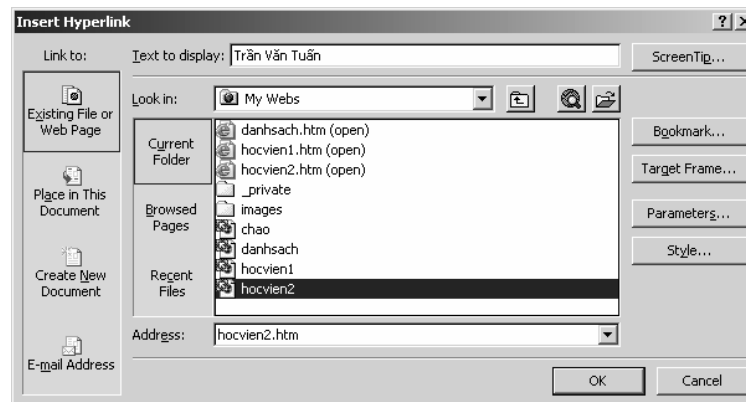 Insert Hyperlink
Link to:
Text to display: Trần Văn Tuấn
ScreenTip...
Existing File or
Web Page
Look in: My Webs
Current
Folder
danhsach.htm (open)
hocvien1.htm (open)
hocvien2.htm (open)
_private
images
chao
danhsach
hocvien1
hocvien2
Bookmark...
Target Frame...
Parameters...
Style...
Place in This
Document
Browsed
Pages
Create New
Document
Recent
Files
Address: hocvien2.htm
E-mail Address
OK
Cancel